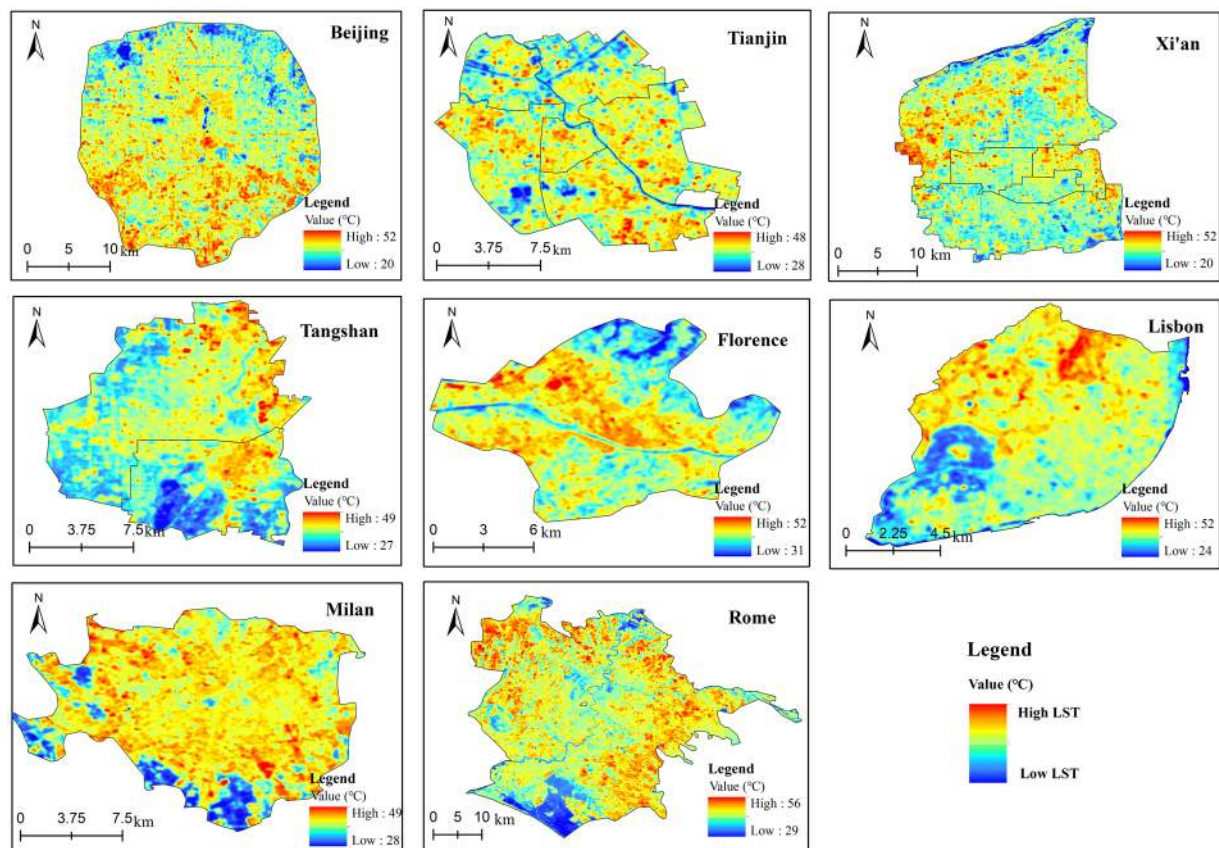 N
Beijing
Legend
Value (℃)
High : 52
Low : 20
0 5 10 km
N
Tianjin
Legend
Value (℃)
High : 48
Low : 28
0 3.75 7.5 km
N
Xi'an
Legend
Value (℃)
High : 52
Low : 20
0 5 10 km
N
Tangshan
Legend
Value (℃)
High : 49
Low : 27
0 3.75 7.5 km
N
Florence
Legend
Value (℃)
High : 52
Low : 31
0 3 6 km
N
Lisbon
Legend
Value (℃)
High : 52
Low : 24
0 2.25 4.5 km
N
Milan
Legend
Value (℃)
High : 49
Low : 28
0 3.75 7.5 km
N
Rome
Legend
Value (℃)
High : 56
Low : 29
0 5 10 km
Legend
Value (℃)
High LST
Low LST